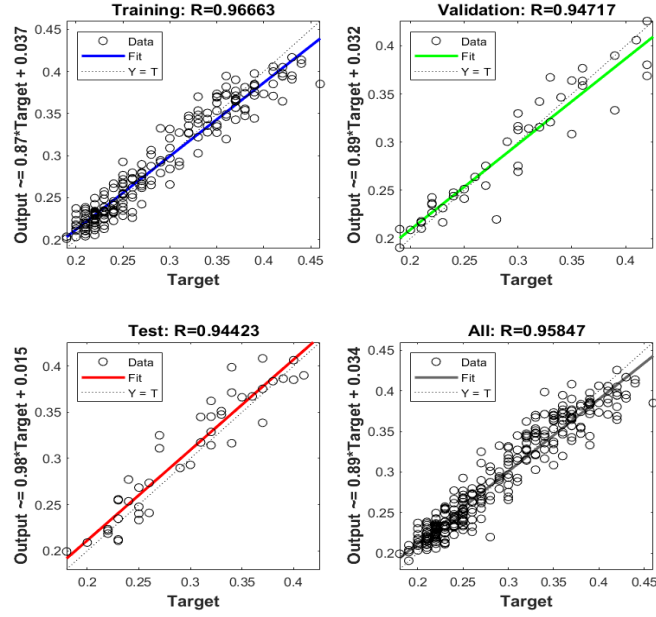 Training: R=0.96663
Output ~= 0.87*Target + 0.037
0.45
0.4
0.35
0.3
0.25
0.2
Data
Fit
Y = T
0.2 0.25 0.3 0.35 0.4 0.45
Target
Validation: R=0.94717
Output ~= 0.89*Target + 0.032
0.4
0.35
0.3
0.25
0.2
Data
Fit
Y = T
0.2 0.25 0.3 0.35 0.4
Target
Test: R=0.94423
Output ~= 0.98*Target + 0.015
0.4
0.35
0.3
0.25
0.2
Data
Fit
Y = T
0.2 0.25 0.3 0.35 0.4
Target
All: R=0.95847
Output ~= 0.89*Target + 0.034
0.45
0.4
0.35
0.3
0.25
0.2
Data
Fit
Y = T
0.2 0.25 0.3 0.35 0.4 0.45
Target